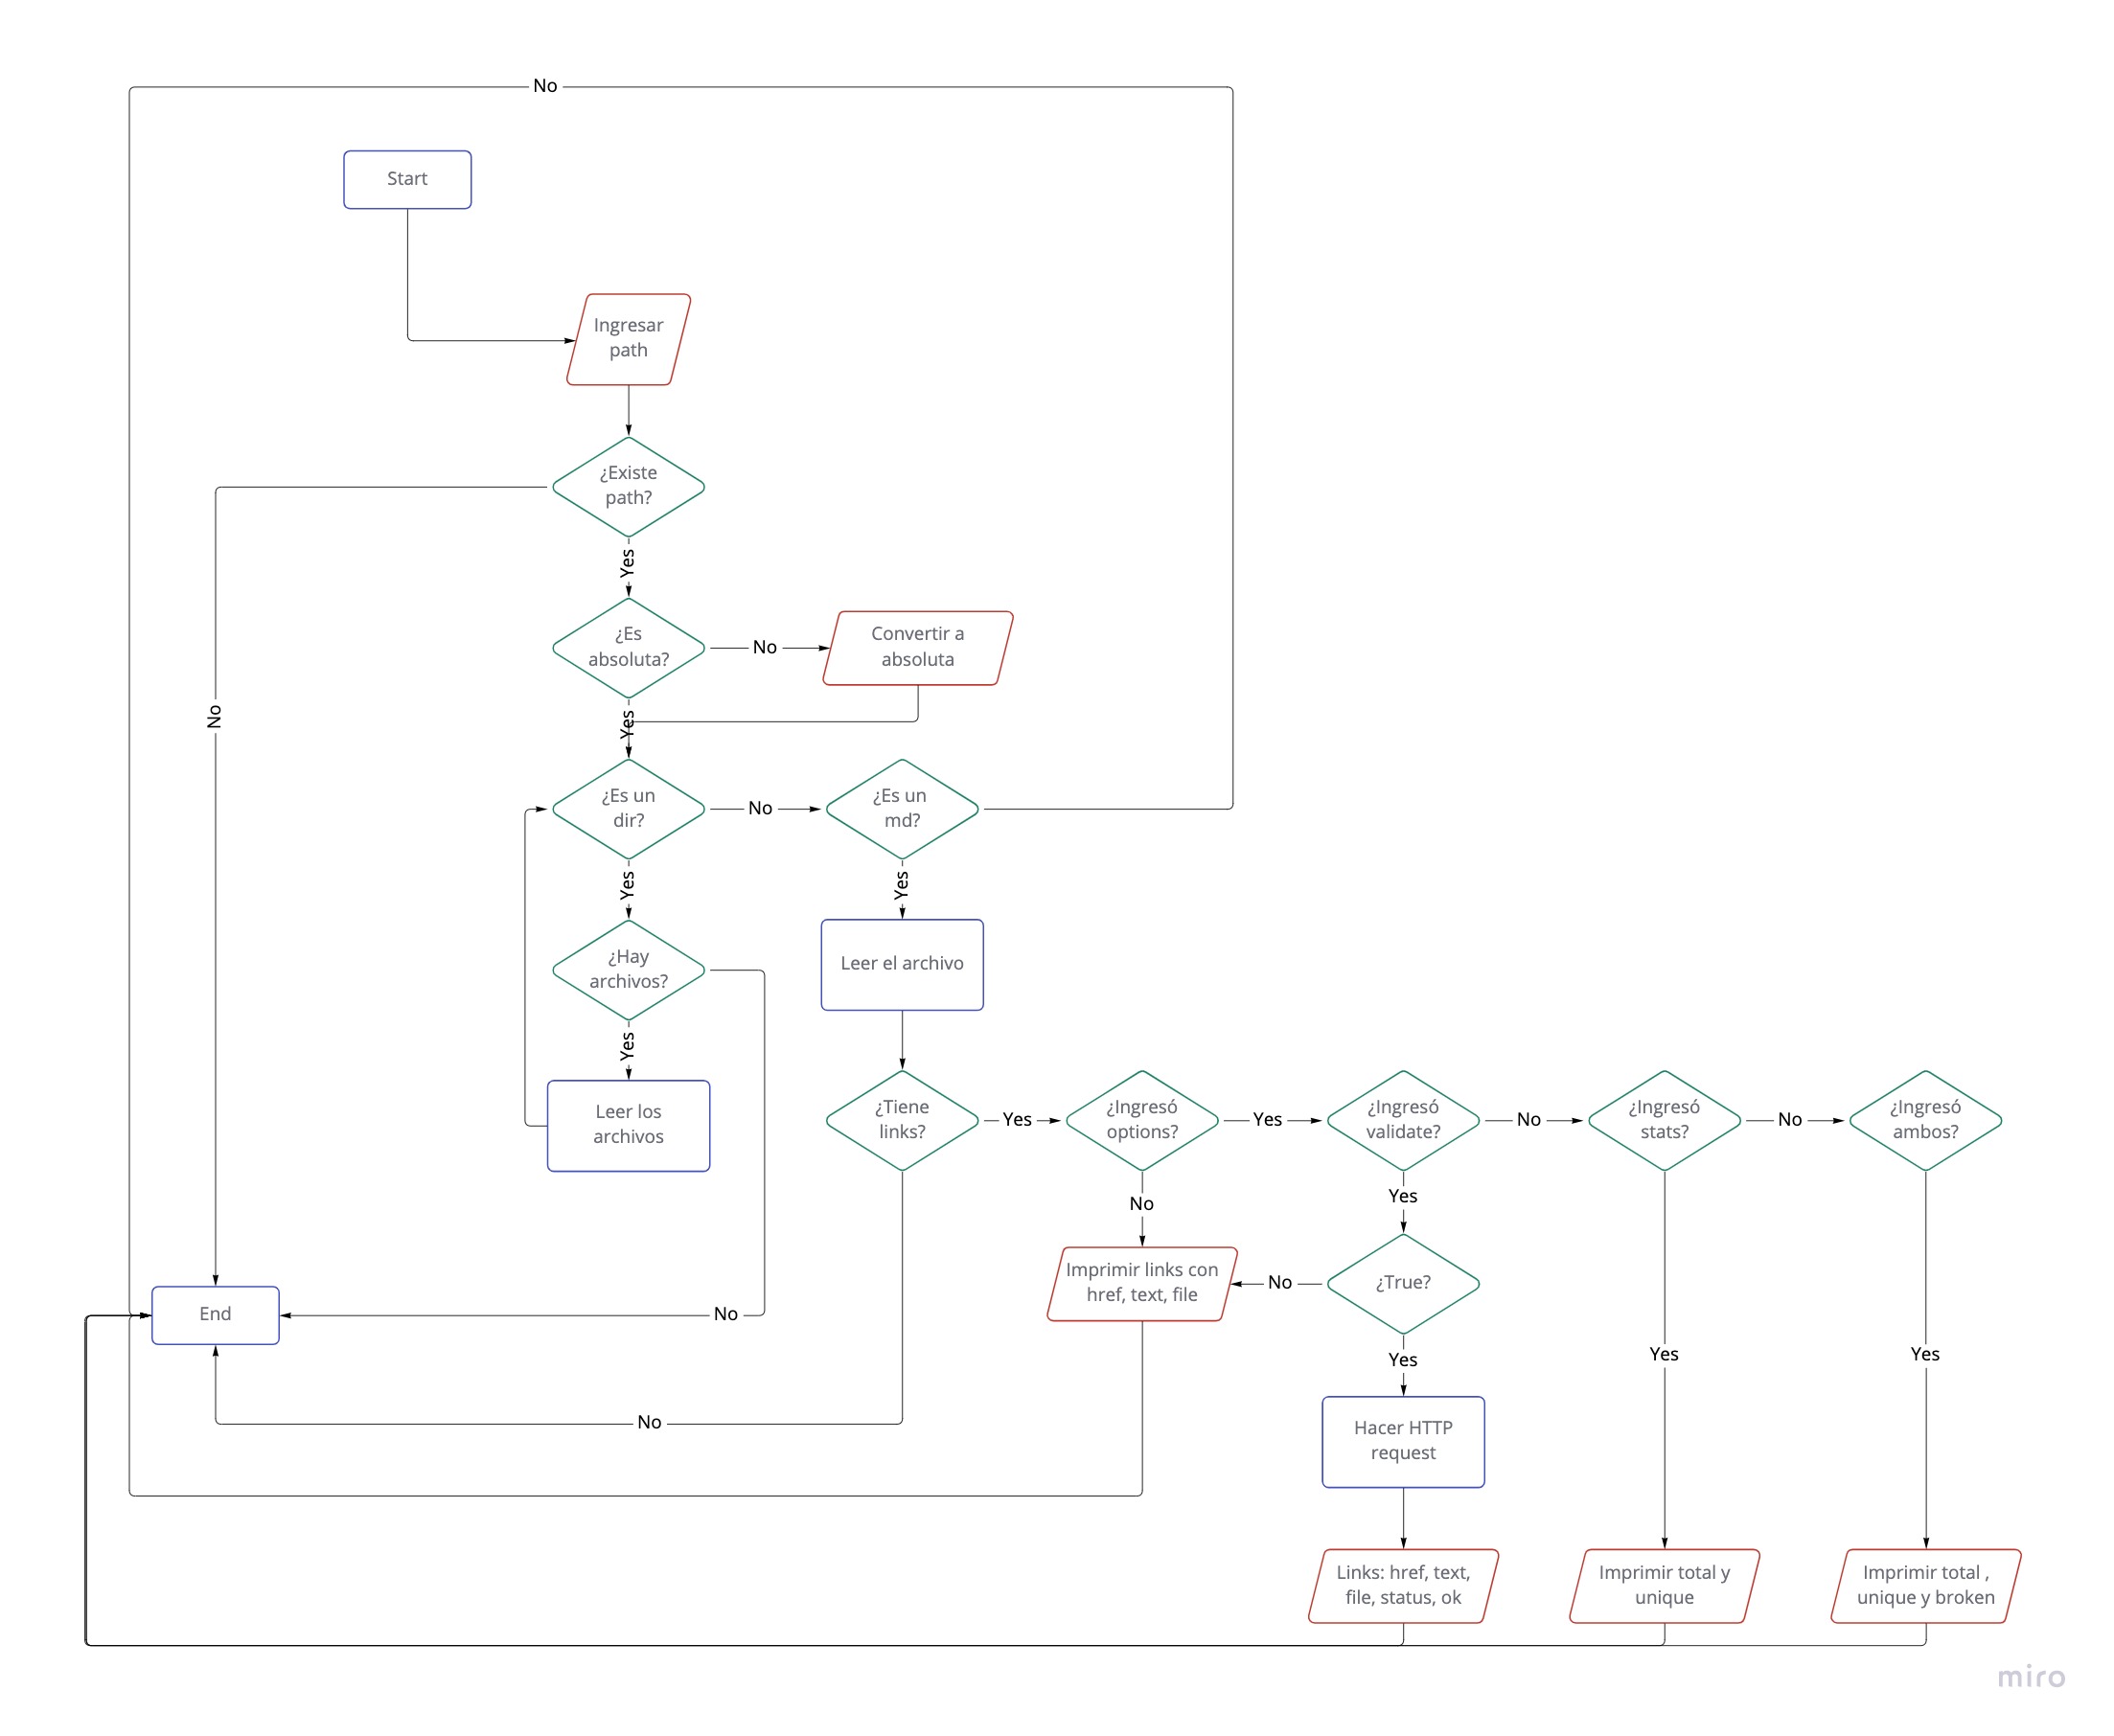 No
Start
Ingresar
path
¿Existe
path?
Yes
No
¿Es
absoluta?
No
Convertir a
absoluta
Yes
¿Es un
dir?
No
¿Es un
md?
Yes
Yes
¿Hay
archivos?
Leer el archivo
Yes
Leer los
archivos
¿Tiene
links?
Yes
¿Ingresó
options?
Yes
¿Ingresó
validate?
No
¿Ingresó
stats?
No
¿Ingresó
ambos?
No
Yes
Imprimir links con
href, text, file
No
¿True?
End
No
Yes
Yes
Yes
No
Hacer HTTP
request
Links: href, text,
file, status, ok
Imprimir total y
unique
Imprimir total ,
unique y broken
miro